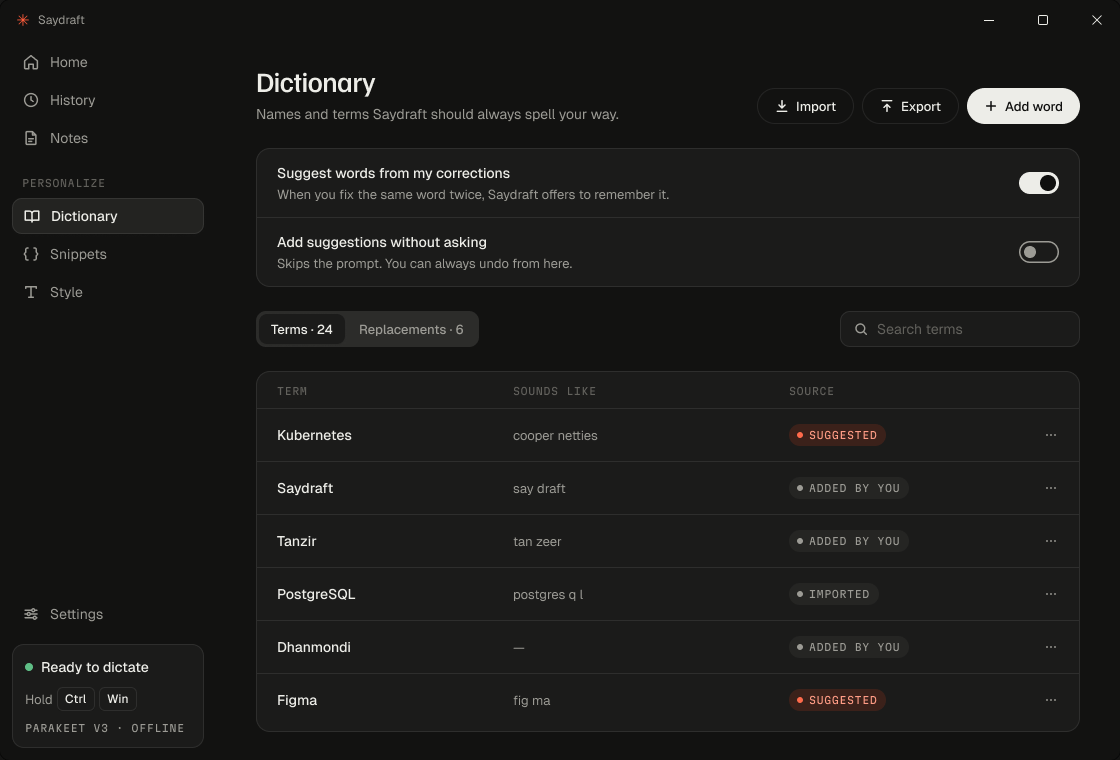 Saydraft
Home
History
Notes
PERSONALIZE
Dictionary
Snippets
Style
Settings
Ready to dictate
Hold Ctrl Win
PARAKEET V3 · OFFLINE
Dictionary
Names and terms Saydraft should always spell your way.
Import
Export
Add word
Suggest words from my corrections
When you fix the same word twice, Saydraft offers to remember it.
Add suggestions without asking
Skips the prompt. You can always undo from here.
Terms · 24
Replacements · 6
Search terms
TERM SOUNDS LIKE SOURCE
Kubernetes cooper netties SUGGESTED
Saydraft say draft ADDED BY YOU
Tanzir tan zeer ADDED BY YOU
PostgreSQL postgres q l IMPORTED
Dhanmondi — ADDED BY YOU
Figma fig ma SUGGESTED